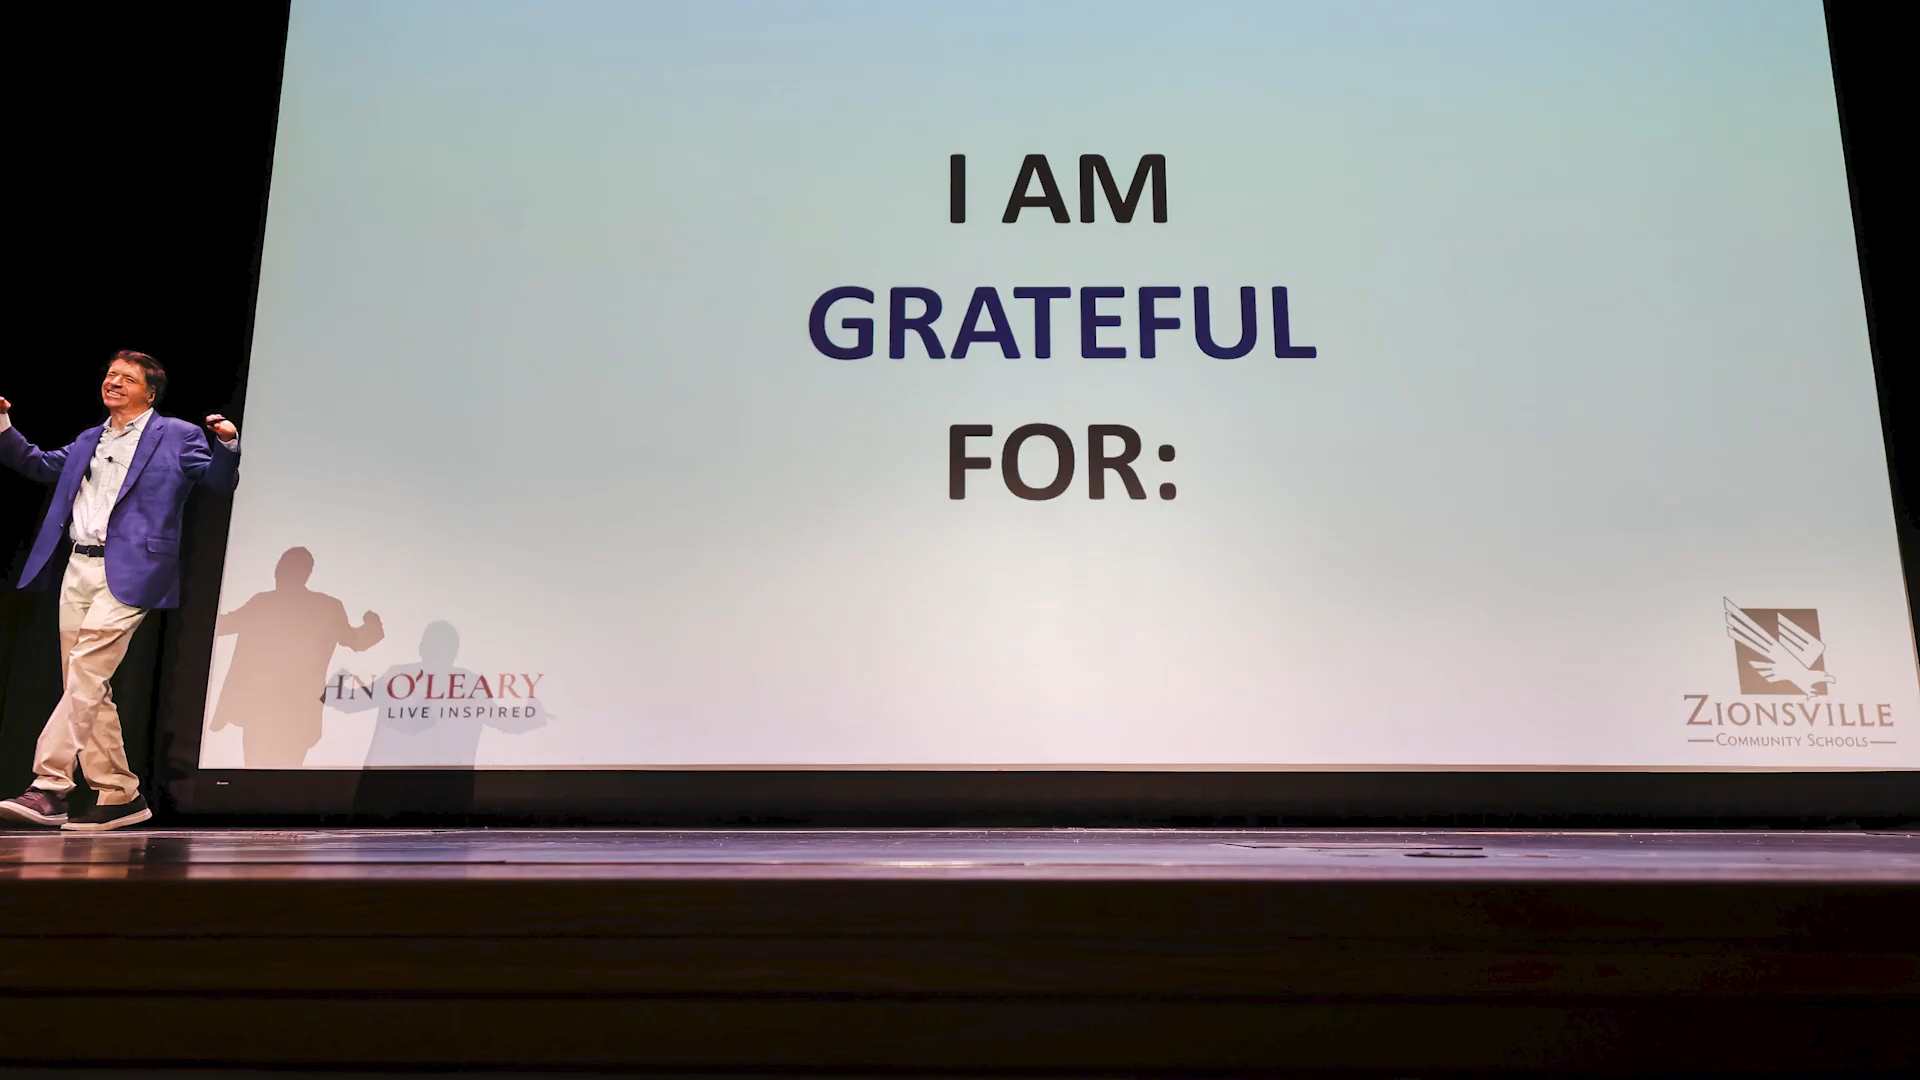 I AM
GRATEFUL
FOR:
HN O'LEARY
LIVE INSPIRED
ZIONSVILLE
COMMUNITY SCHOOLS